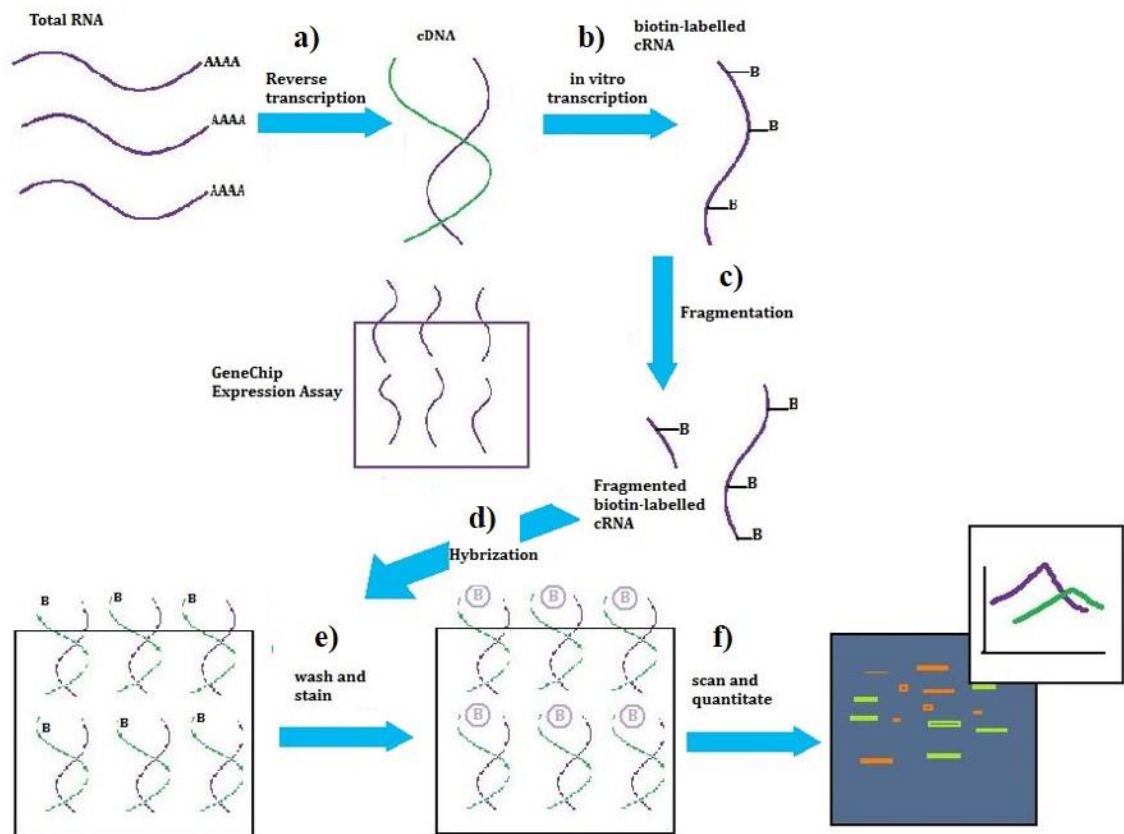 Total RNA
AAAA
AAAA
AAAA
a)
Reverse
transcription
cDNA
b)
in vitro
transcription
biotin-labelled
cRNA
B
B
B
c)
Fragmentation
GeneChip
Expression Assay
B
B
B
B
Fragmented
biotin-labelled
cRNA
d)
Hybrization
B
B
B
B
B
B
e)
wash and
stain
B
B
B
B
B
B
f)
scan and
quantitate